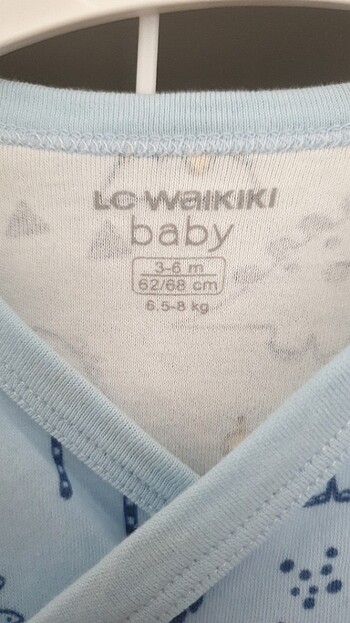 LC WAIKIKI
baby
3-6 m
62/68 cm
6.5-8 kg